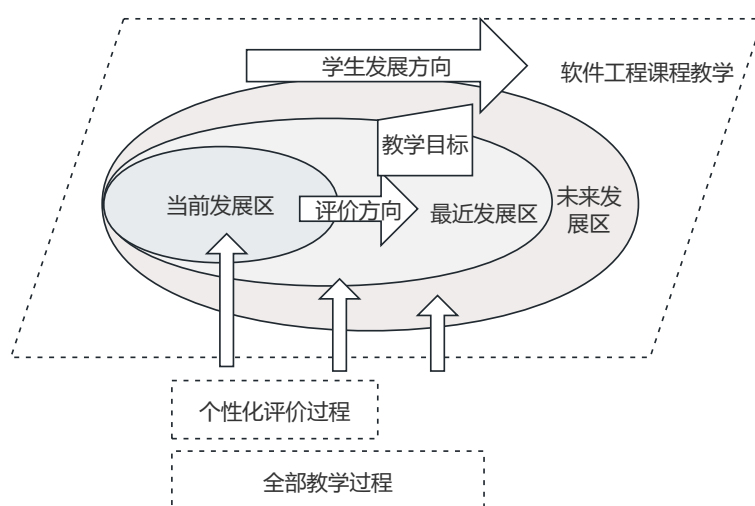 学生发展方向
软件工程课程教学
教学目标
当前发展区
评价方向
最近发展区
未来发
展区
个性化评价过程
全部教学过程